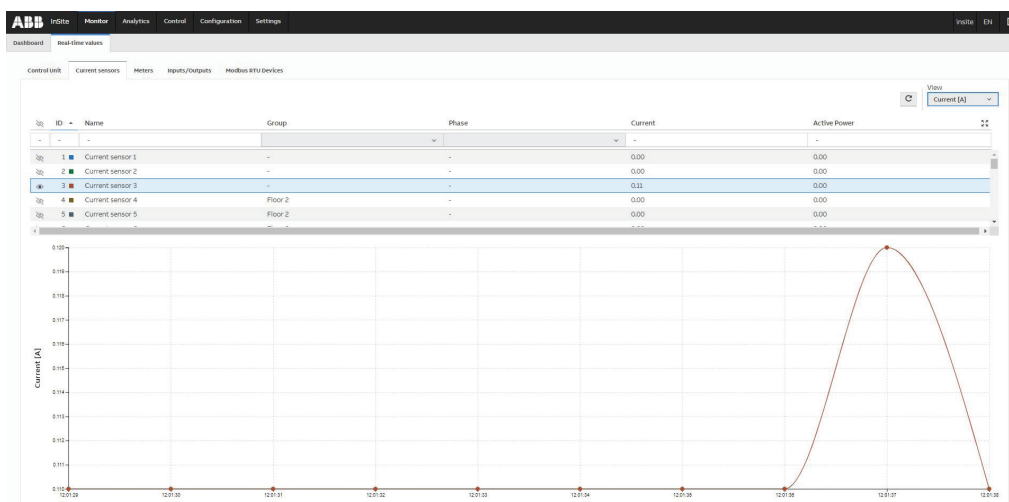 ABB InSite Monitor Analytics Control Configuration Settings insite EN
Dashboard Real-time values
Control Unit Current sensors Meters Inputs/Outputs Modbus RTU Devices
View
Current [A]
ID Name Group Phase Current Active Power
- - - - -
1 Current sensor 1 - - 0.00 0.00
2 Current sensor 2 - - 0.00 0.00
3 Current sensor 3 - - 0.11 0.00
4 Current sensor 4 Floor 2 - 0.00 0.00
5 Current sensor 5 Floor 2 - 0.00 0.00
Current [A]
0.120
0.119
0.118
0.117
0.116
0.115
0.114
0.113
0.112
0.111
0.110
12:01:29 12:01:30 12:01:31 12:01:32 12:01:33 12:01:34 12:01:35 12:01:36 12:01:37 12:01:38